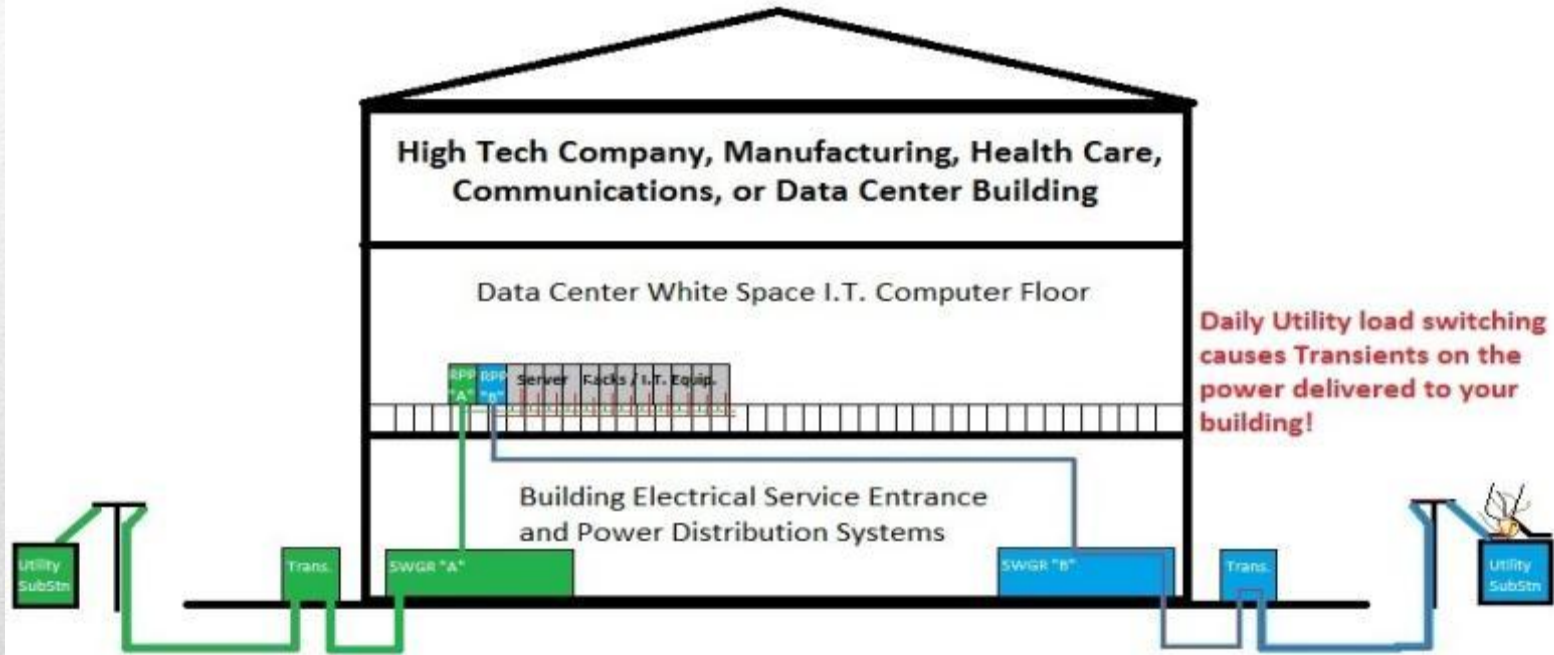 High Tech Company, Manufacturing, Health Care,
Communications, or Data Center Building
Data Center White Space I.T. Computer Floor
Daily Utility load switching
causes Transients on the
power delivered to your
building!
RPP
"A"
RPP
"B"
Server Racks / I.T. Equip.
Building Electrical Service Entrance
and Power Distribution Systems
Utility
SubStn
Trans.
SWGR "A"
SWGR "B"
Trans.
Utility
SubStn